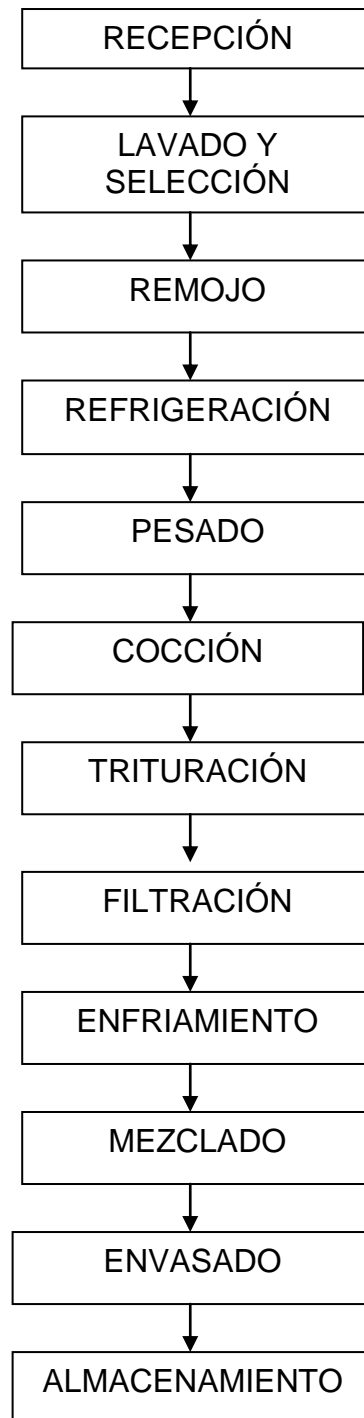 RECEPCIÓN
LAVADO Y
SELECCIÓN
REMOJO
REFRIGERACIÓN
PESADO
COCCIÓN
TRITURACIÓN
FILTRACIÓN
ENFRIAMIENTO
MEZCLADO
ENVASADO
ALMACENAMIENTO